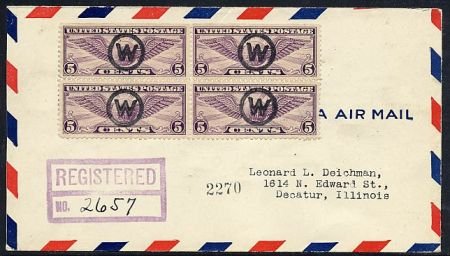 UNITED STATES POSTAGE UNITED STATES POSTAGE
W W
5 CENTS 5 5 CENTS 5
UNITED STATES POSTAGE UNITED STATES POSTAGE
W W
5 CENTS 5 5 CENTS 5
A AIR MAIL
REGISTERED
NO. 2657
2270
Leonard L. Deichman,
1614 N. Edward St.,
Decatur, Illinois